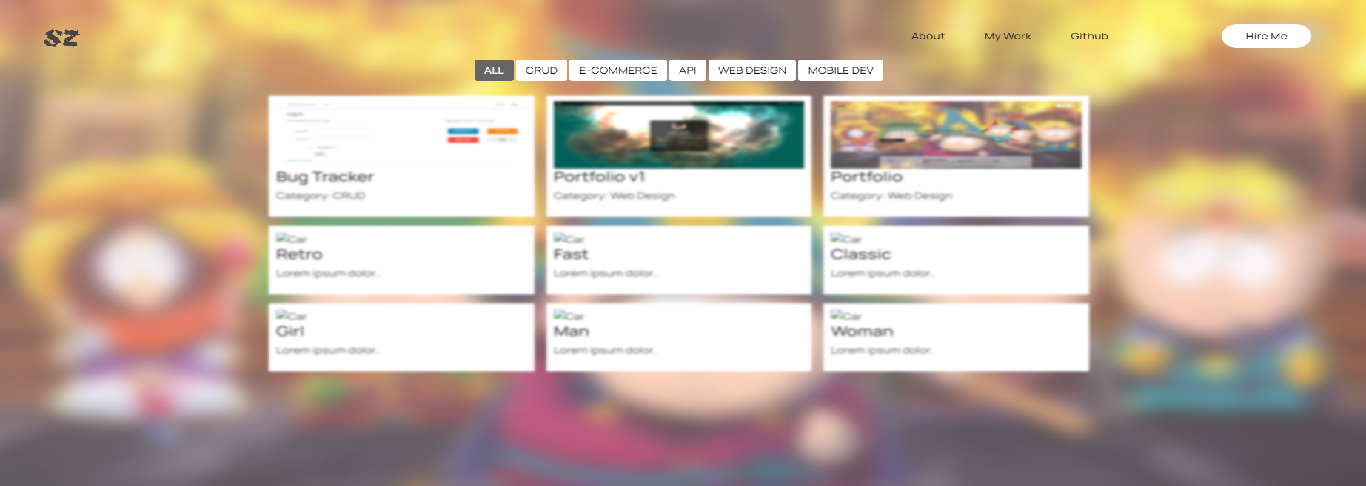 SZ
About My Work Github Hire Me
ALL CRUD E-COMMERCE API WEB DESIGN MOBILE DEV
Bug Tracker Portfolio v1 Portfolio
Category: CRUD Category: Web Design Category: Web Design
Car Car Car
Retro Fast Classic
Lorem ipsum dolor.. Lorem ipsum dolor.. Lorem ipsum dolor..
Car Car Car
Girl Man Woman
Lorem ipsum dolor.. Lorem ipsum dolor.. Lorem ipsum dolor..